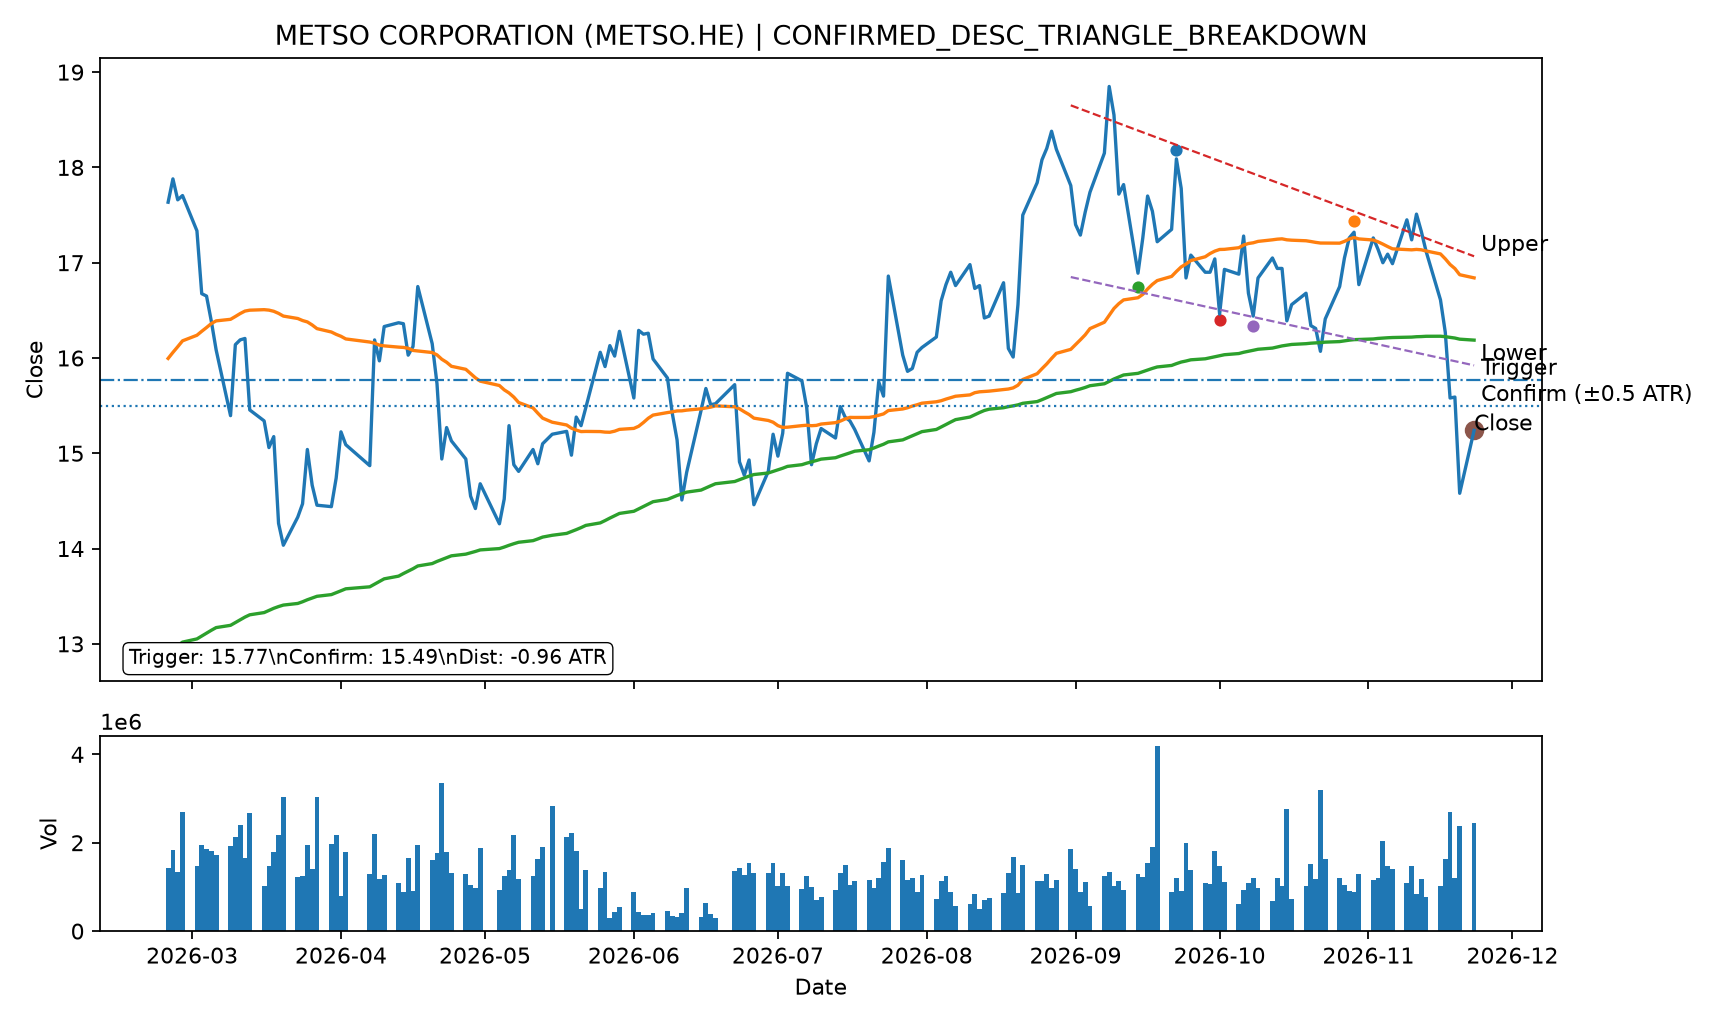 METSO CORPORATION (METSO.HE) | CONFIRMED_DESC_TRIANGLE_BREAKDOWN
19
18
17
16
15
14
13
Close
Upper
Lower
Trigger
Confirm (±0.5 ATR)
Close
Trigger: 15.77\nConfirm: 15.49\nDist: -0.96 ATR
1e6
4
2
0
Vol
2026-03 2026-04 2026-05 2026-06 2026-07 2026-08 2026-09 2026-10 2026-11 2026-12
Date